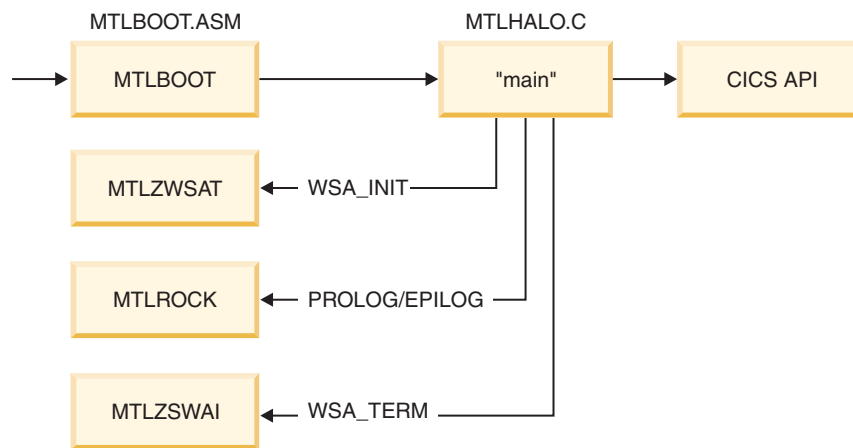 MTLBOOT.ASM
MTLHALO.C
MTLBOOT
"main"
CICS API
MTLZWSAT
WSA_INIT
MTLROCK
PROLOG/EPILOG
MTLZSWAI
WSA_TERM